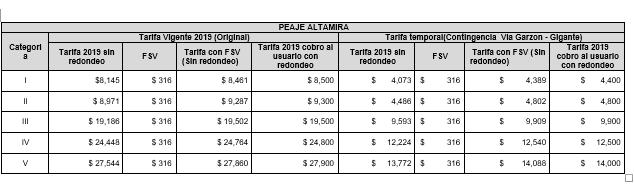 PEAJE ALTAMIRA
Categoria Tarifa Vigente 2019 (Original) Tarifa temporal(Contingencia Via Garzon - Gigante)
Tarifa 2019 sin redondeo FSV Tarifa con FSV (Sin redondeo) Tarifa 2019 cobro al usuario con redondeo Tarifa 2019 sin redondeo FSV Tarifa con FSV (Sin redondeo) Tarifa 2019 cobro al usuario con redondeo
I $8,145 $ 316 $ 8,461 $ 8,500 $ 4,073 $ 316 $ 4,389 $ 4,400
II $ 8,971 $ 316 $ 9,287 $ 9,300 $ 4,486 $ 316 $ 4,802 $ 4,800
III $ 19,186 $ 316 $ 19,502 $ 19,500 $ 9,593 $ 316 $ 9,909 $ 9,900
IV $ 24,448 $ 316 $ 24,764 $ 24,800 $ 12,224 $ 316 $ 12,540 $ 12,500
V $ 27,544 $ 316 $ 27,860 $ 27,900 $ 13,772 $ 316 $ 14,088 $ 14,000